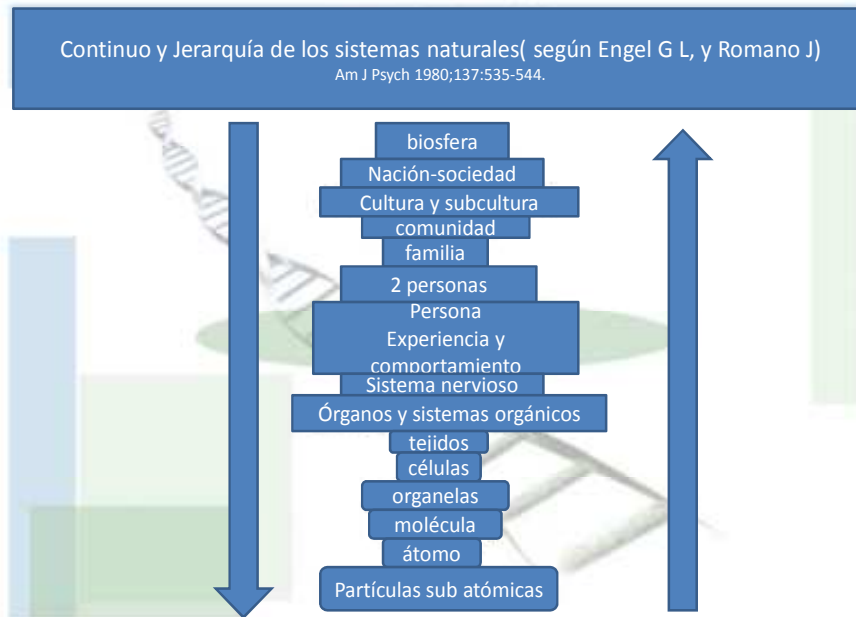 Continuo y Jerarquía de los sistemas naturales( según Engel G L, y Romano J)
Am J Psych 1980;137:535-544.
biosfera
Nación-sociedad
Cultura y subcultura
comunidad
familia
2 personas
Persona
Experiencia y
comportamiento
Sistema nervioso
Órganos y sistemas orgánicos
tejidos
células
organelas
molécula
átomo
Partículas sub atómicas